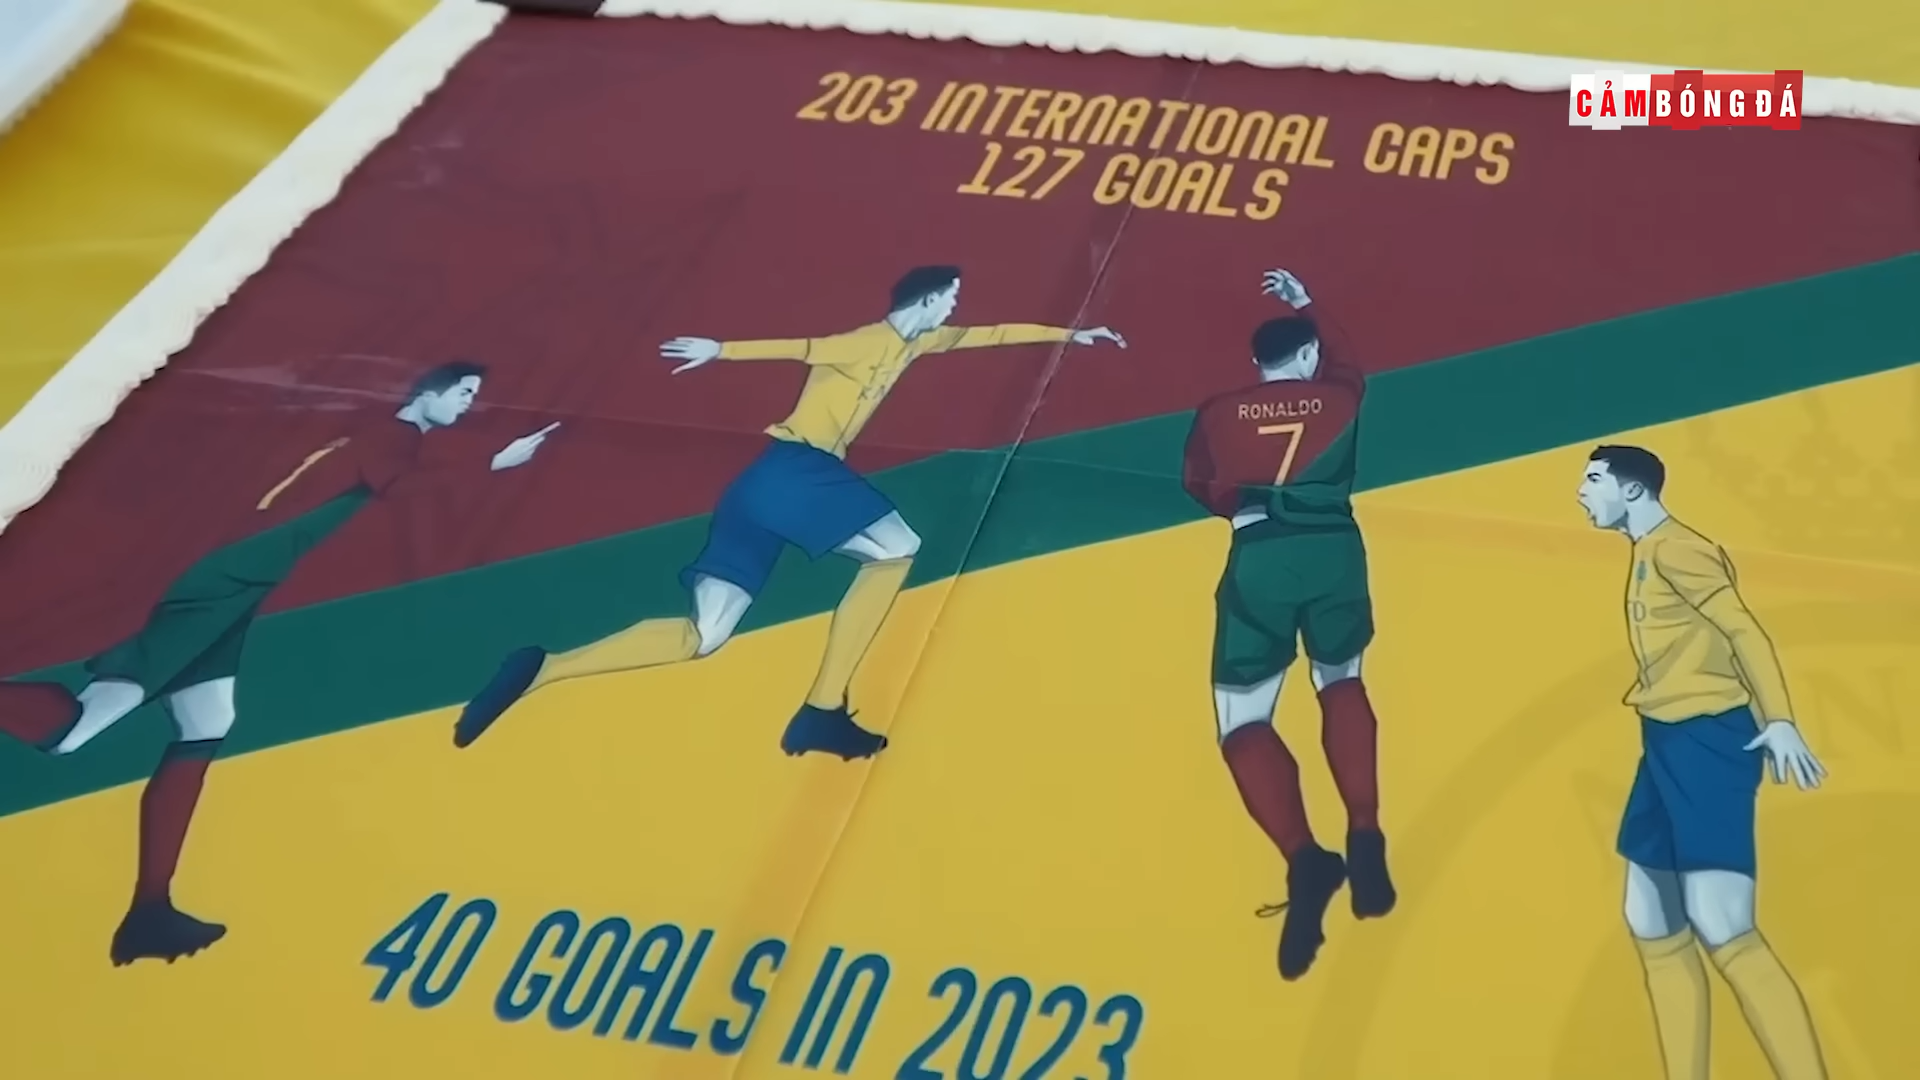 CẢMBÓNGĐÁ
203 INTERNATIONAL CAPS
127 GOALS
RONALDO
7
40 GOALS IN 2023